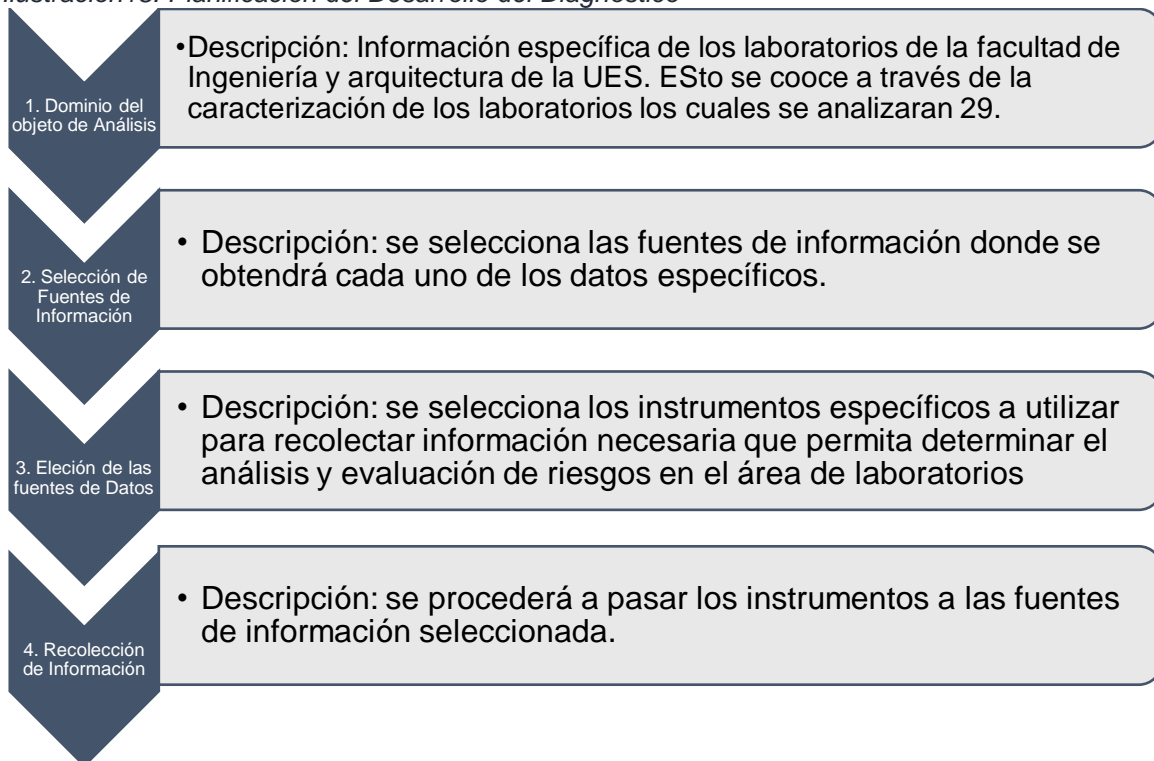 Planificación del Desarrollo del Diagnóstico
1. Dominio del
objeto de Análisis
•Descripción: Información específica de los laboratorios de la facultad de
Ingeniería y arquitectura de la UES. ESto se cooce a través de la
caracterización de los laboratorios los cuales se analizaran 29.
2. Selección de
Fuentes de
Información
• Descripción: se selecciona las fuentes de información donde se
obtendrá cada uno de los datos específicos.
3. Eleción de las
fuentes de Datos
• Descripción: se selecciona los instrumentos específicos a utilizar
para recolectar información necesaria que permita determinar el
análisis y evaluación de riesgos en el área de laboratorios
4. Recolección
de Información
• Descripción: se procederá a pasar los instrumentos a las fuentes
de información seleccionada.